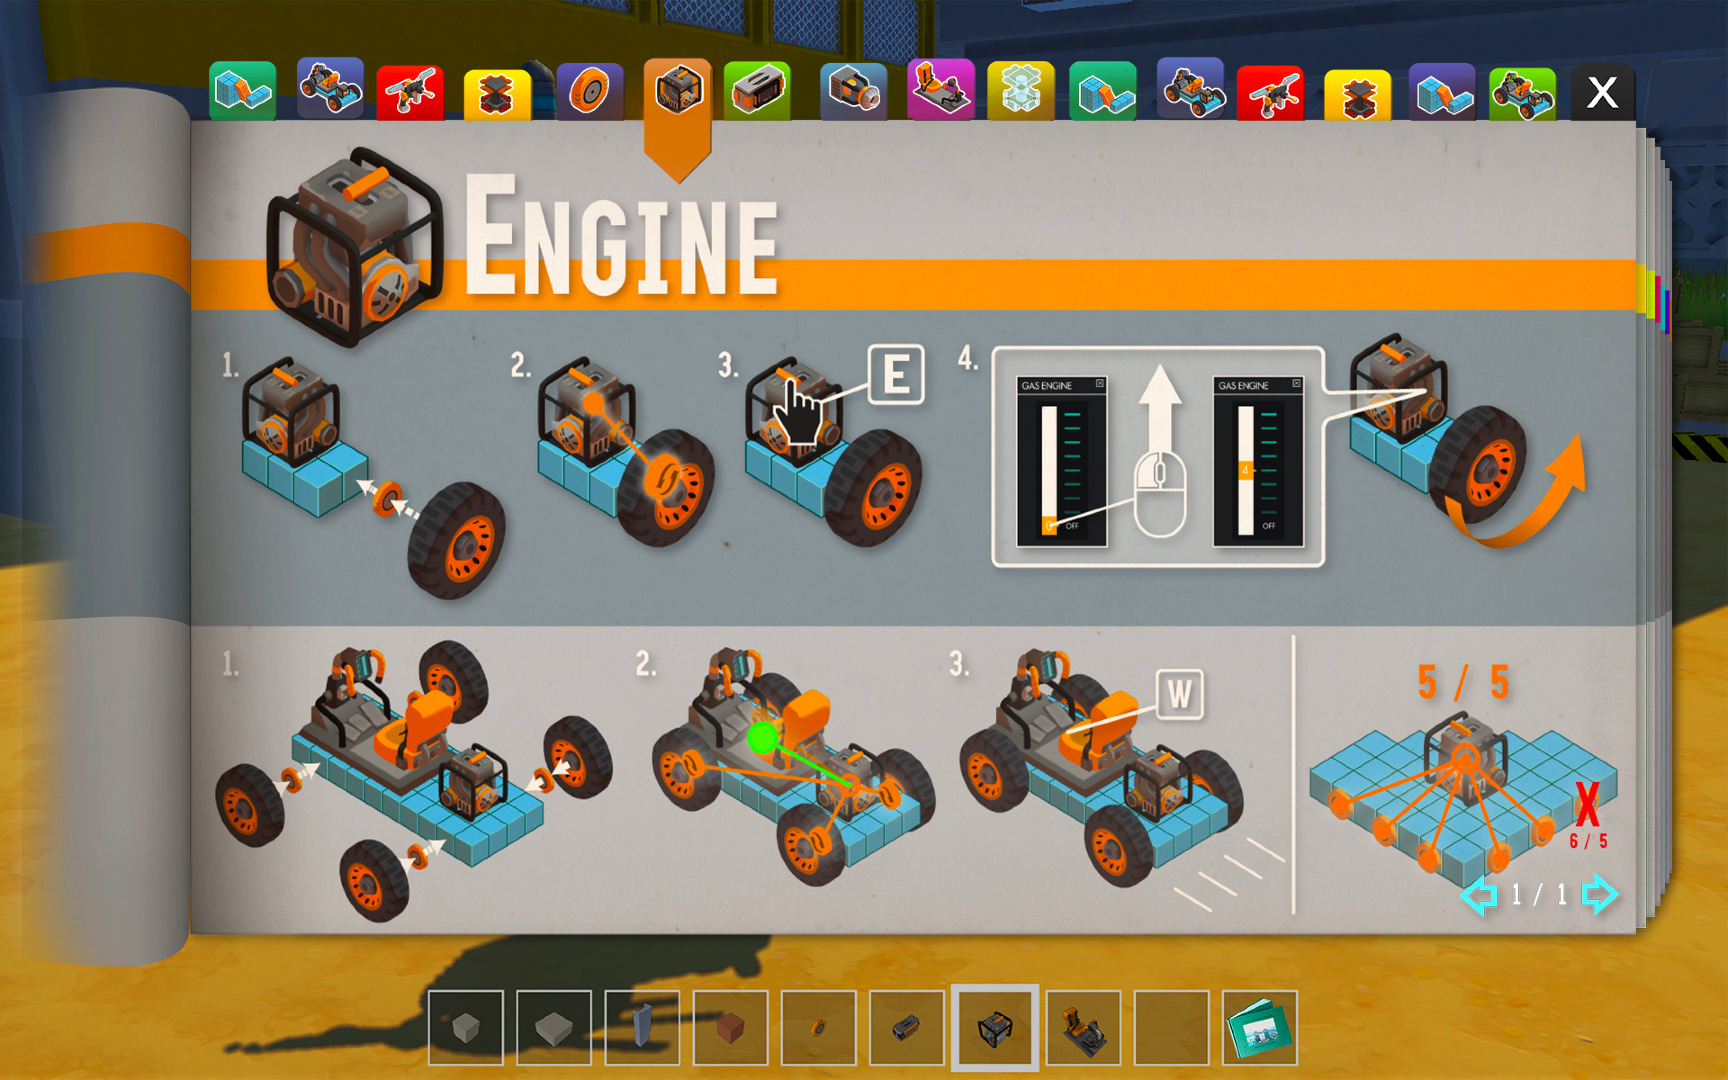 X
ENGINE
1.
2.
3.
E
4.
GAS ENGINE
0
OFF
GAS ENGINE
4
OFF
1.
2.
3.
W
5 / 5
X
6 / 5
1 / 1